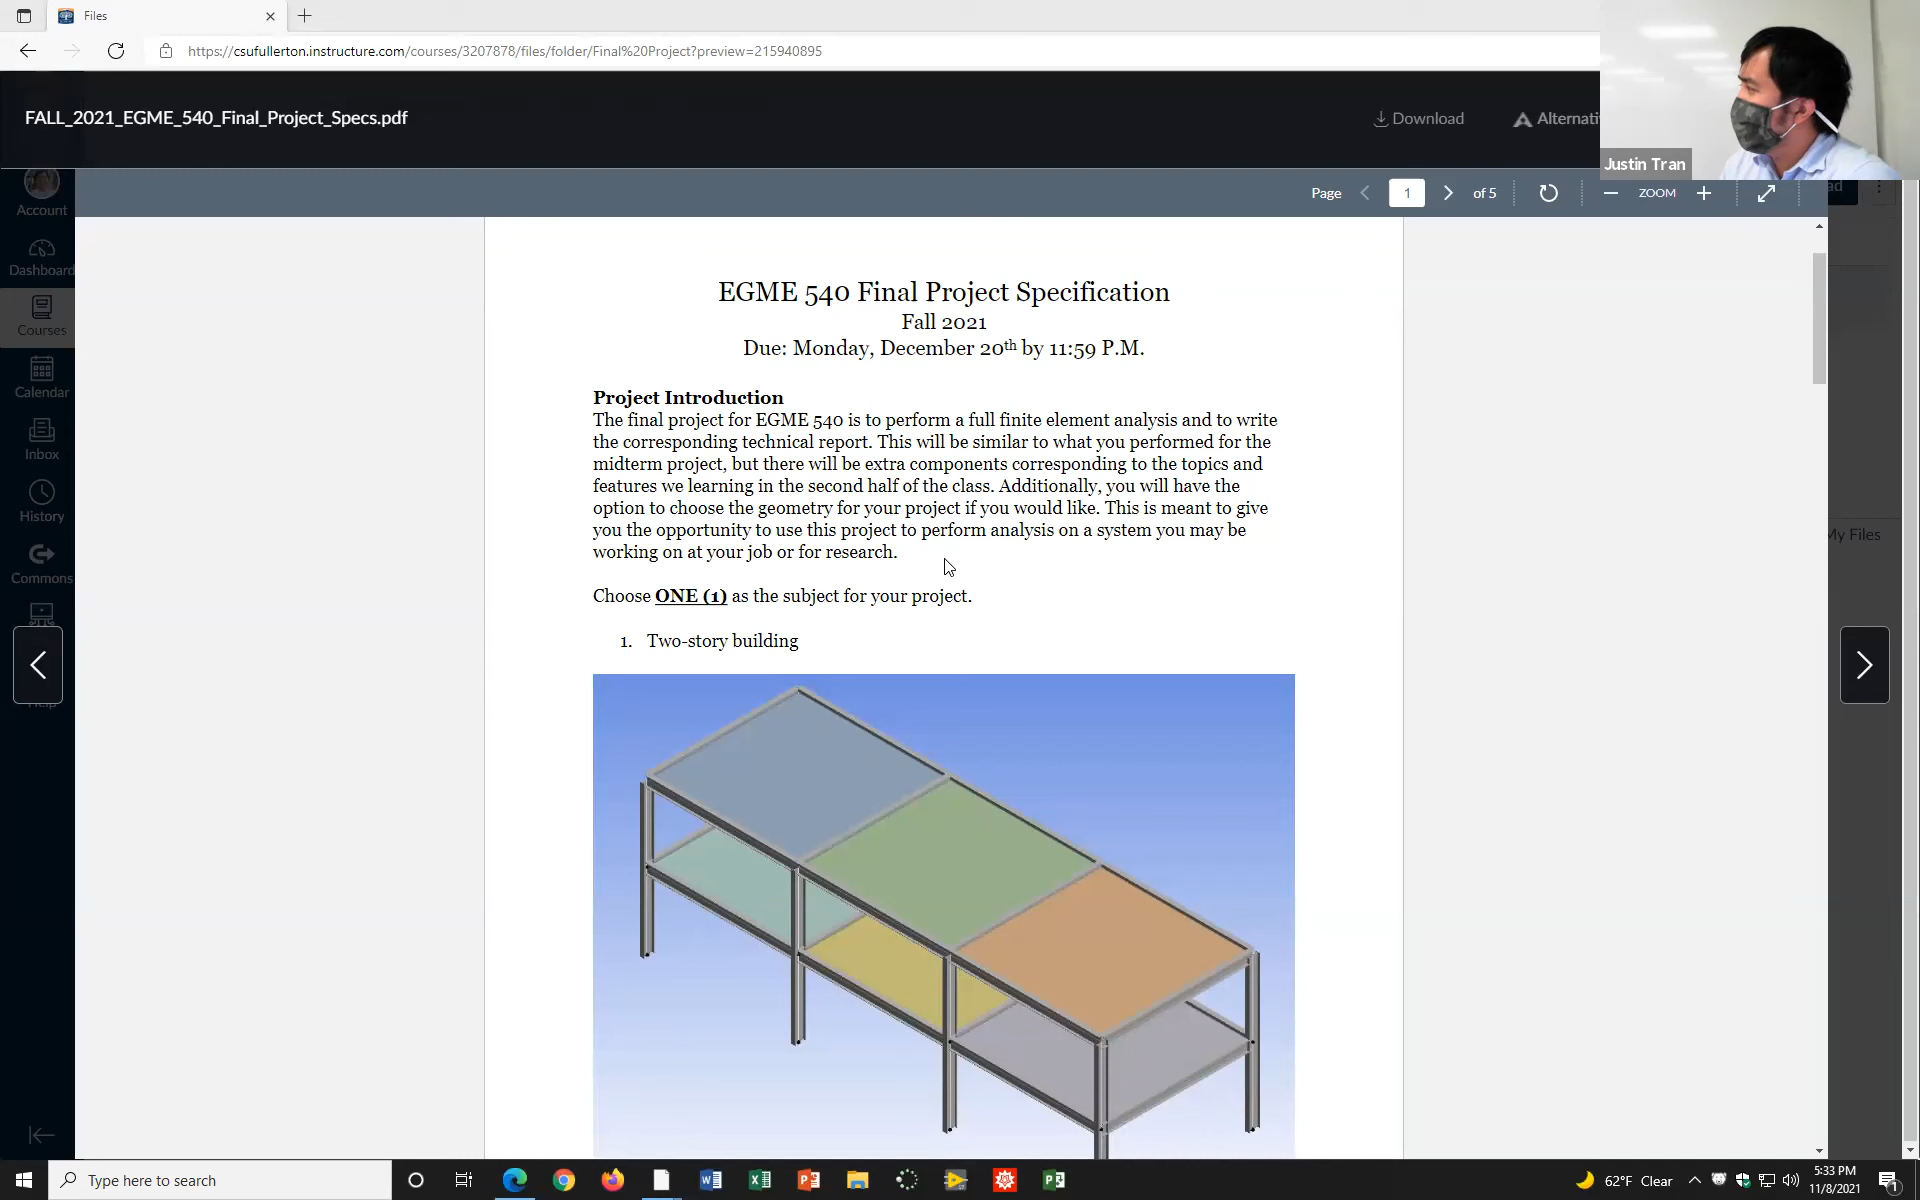 Files
https://csufullerton.instructure.com/courses/3207878/files/folder/Final%20Project?preview=215940895
FALL_2021_EGME_540_Final_Project_Specs.pdf
Download
Alternati
Justin Tran
Account
Page 1 of 5
ZOOM
ad
Dashboard
EGME 540 Final Project Specification
Courses
Fall 2021
Due: Monday, December 20th by 11:59 P.M.
Calendar
Project Introduction
The final project for EGME 540 is to perform a full finite element analysis and to write
the corresponding technical report. This will be similar to what you performed for the
Inbox
midterm project, but there will be extra components corresponding to the topics and
features we learning in the second half of the class. Additionally, you will have the
option to choose the geometry for your project if you would like. This is meant to give
History
you the opportunity to use this project to perform analysis on a system you may be
My Files
working on at your job or for research.
Commons
Choose ONE (1) as the subject for your project.
1. Two-story building
Help
Type here to search
62°F Clear
5:33 PM
11/8/2021
1